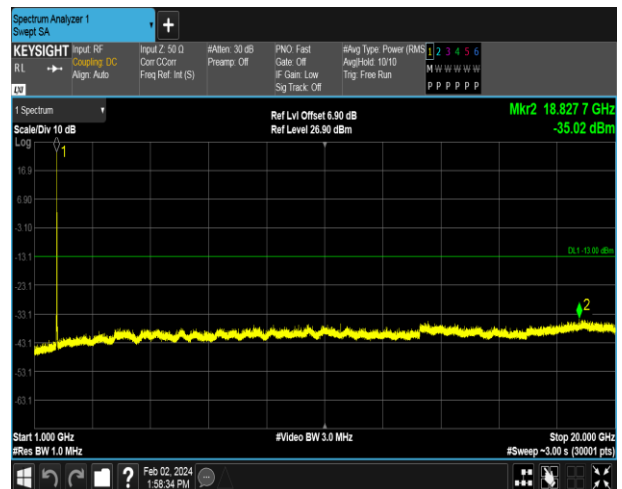 Spectrum Analyzer 1
Swept SA
+
KEYSIGHT
RL
LXI
Input: RF
Coupling: DC
Align: Auto
Input Z: 50 Ω
Corr CCorr
Freq Ref: Int (S)
#Atten: 30 dB
Preamp: Off
PNO: Fast
Gate: Off
IF Gain: Low
Sig Track: Off
#Avg Type: Power (RMS
Avg|Hold: 10/10
Trig: Free Run
1 2 3 4 5 6
M W W W W W
P P P P P P
1 Spectrum
Scale/Div 10 dB
Ref Lvl Offset 6.90 dB
Ref Level 26.90 dBm
Mkr2 18.827 7 GHz
-35.02 dBm
Log
1
16.9
6.90
-3.10
DL1 -13.00 dBm
-13.1
-23.1
2
-33.1
-43.1
-53.1
-63.1
Start 1.000 GHz
#Res BW 1.0 MHz
#Video BW 3.0 MHz
Stop 20.000 GHz
#Sweep ~3.00 s (30001 pts)
?
Feb 02, 2024
1:58:34 PM